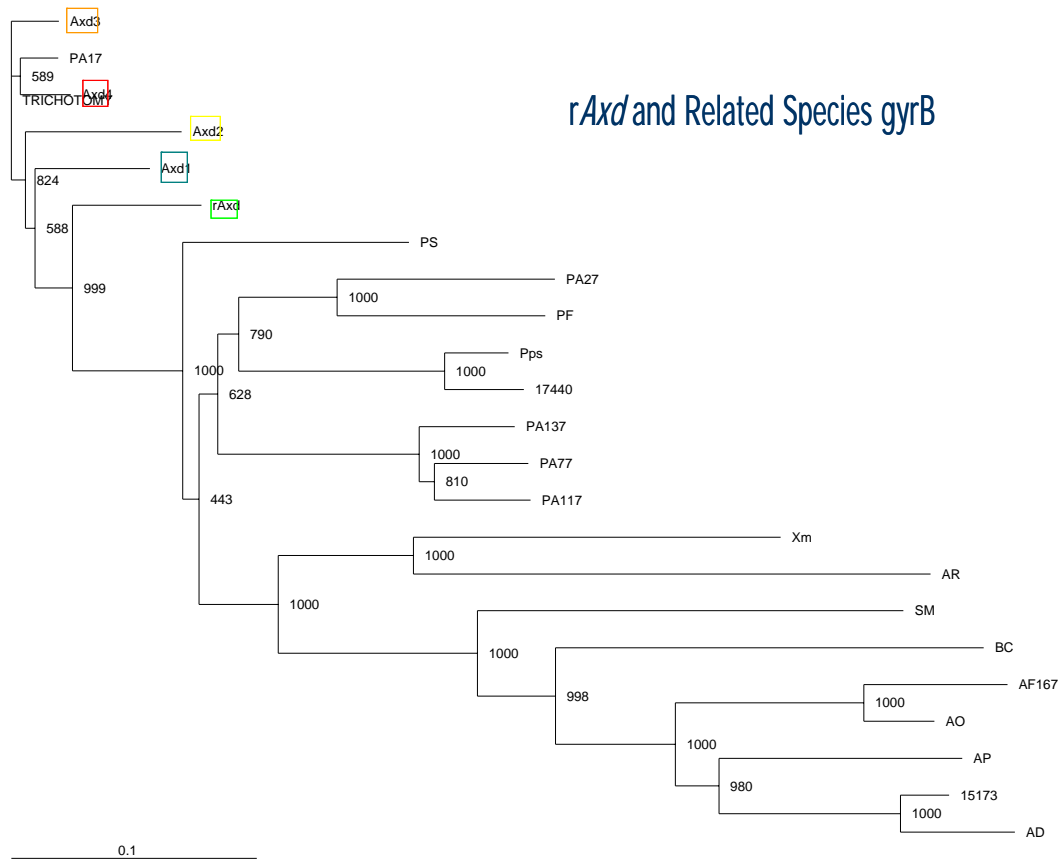 Axd3
PA17
589
Axd4
TRICHOTOMY
rAxd and Related Species gyrB
Axd2
Axd1
824
rAxd
588
PS
PA27
999
1000
PF
790
Pps
1000
1000
17440
628
PA137
1000
PA77
810
443
PA117
Xm
1000
AR
1000
SM
BC
1000
AF167
998
1000
AO
1000
AP
980
15173
1000
AD
0.1